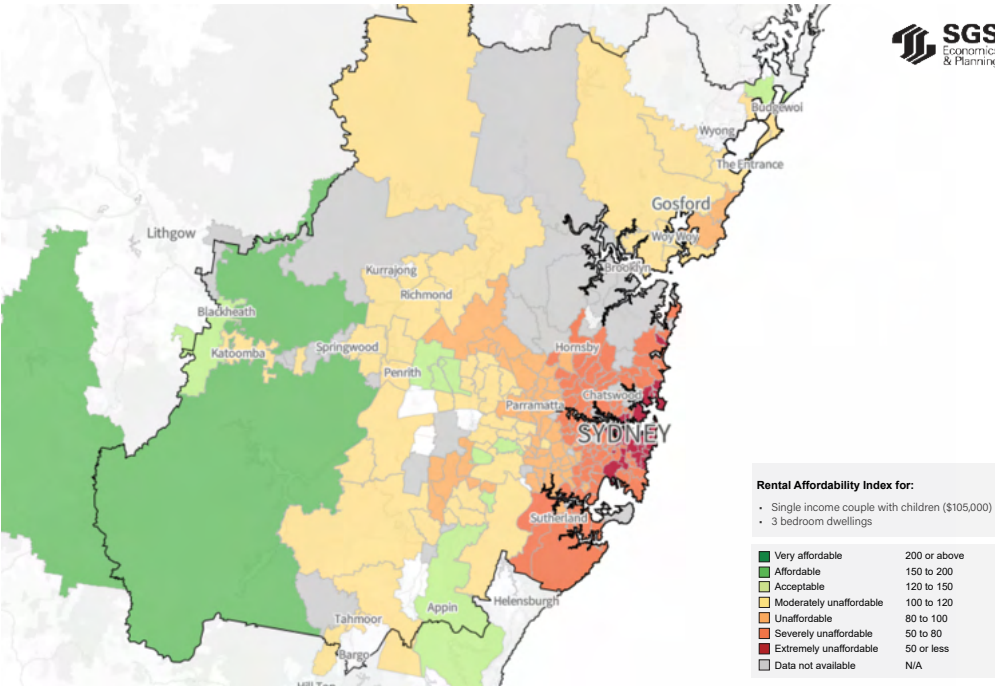 SGS
Economics
& Planning
Budgewoi
Wyong
The Entrance
Gosford
Lithgow
Woy Woy
Brooklyn
Kurrajong
Richmond
Blackheath
Katoomba
Springwood
Hornsby
Penrith
Chatswood
Parramatta
SYDNEY
Sutherland
Helensburgh
Appin
Tahmoor
Bargo
Rental Affordability Index for:
• Single income couple with children ($105,000)
• 3 bedroom dwellings
Very affordable 200 or above
Affordable 150 to 200
Acceptable 120 to 150
Moderately unaffordable 100 to 120
Unaffordable 80 to 100
Severely unaffordable 50 to 80
Extremely unaffordable 50 or less
Data not available N/A